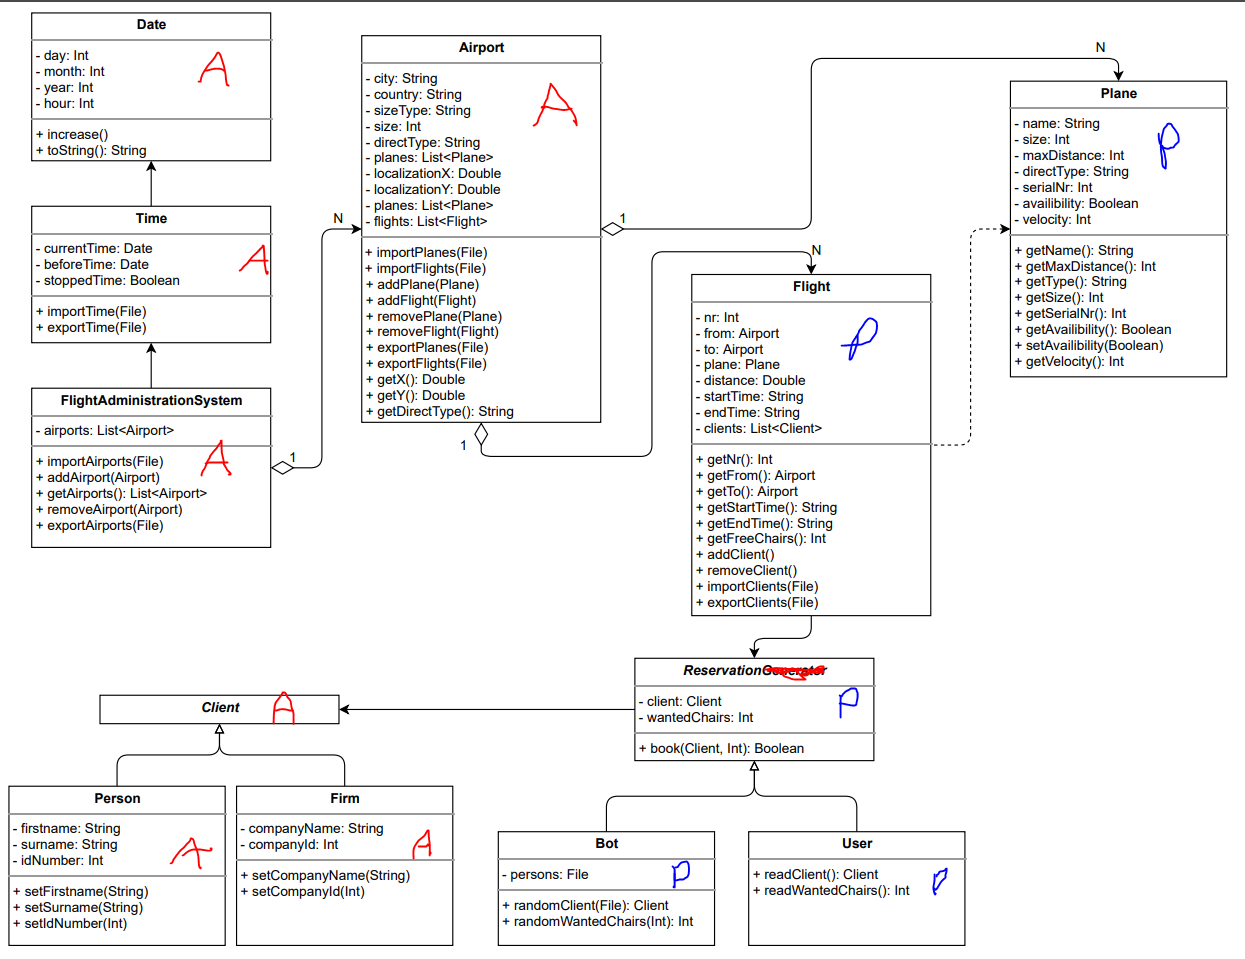 Date
- day: Int
- month: Int
- year: Int
- hour: Int
+ increase()
+ toString(): String
A
Time
- currentTime: Date
- beforeTime: Date
- stoppedTime: Boolean
+ importTime(File)
+ exportTime(File)
A
FlightAdministrationSystem
- airports: List<Airport>
+ importAirports(File)
+ addAirport(Airport)
+ getAirports(): List<Airport>
+ removeAirport(Airport)
+ exportAirports(File)
A
1
N
Airport
- city: String
- country: String
- sizeType: String
- size: Int
- directType: String
- planes: List<Plane>
- localizationX: Double
- localizationY: Double
- planes: List<Plane>
- flights: List<Flight>
+ importPlanes(File)
+ importFlights(File)
+ addPlane(Plane)
+ addFlight(Flight)
+ removePlane(Plane)
+ removeFlight(Flight)
+ exportPlanes(File)
+ exportFlights(File)
+ getX(): Double
+ getY(): Double
+ getDirectType(): String
A
1
N
1
N
Plane
- name: String
- size: Int
- maxDistance: Int
- directType: String
- serialNr: Int
- availibility: Boolean
- velocity: Int
+ getName(): String
+ getMaxDistance(): Int
+ getType(): String
+ getSize(): Int
+ getSerialNr(): Int
+ getAvailibility(): Boolean
+ setAvailibility(Boolean)
+ getVelocity(): Int
P
Flight
- nr: Int
- from: Airport
- to: Airport
- plane: Plane
- distance: Double
- startTime: String
- endTime: String
- clients: List<Client>
+ getNr(): Int
+ getFrom(): Airport
+ getTo(): Airport
+ getStartTime(): String
+ getEndTime(): String
+ getFreeChairs(): Int
+ addClient()
+ removeClient()
+ importClients(File)
+ exportClients(File)
P
ReservationGenerator
- client: Client
- wantedChairs: Int
+ book(Client, Int): Boolean
P
Client
A
Person
- firstname: String
- surname: String
- idNumber: Int
+ setFirstname(String)
+ setSurname(String)
+ setIdNumber(Int)
A
Firm
- companyName: String
- companyId: Int
+ setCompanyName(String)
+ setCompanyId(Int)
A
Bot
- persons: File
+ randomClient(File): Client
+ randomWantedChairs(Int): Int
P
User
+ readClient(): Client
+ readWantedChairs(): Int
P